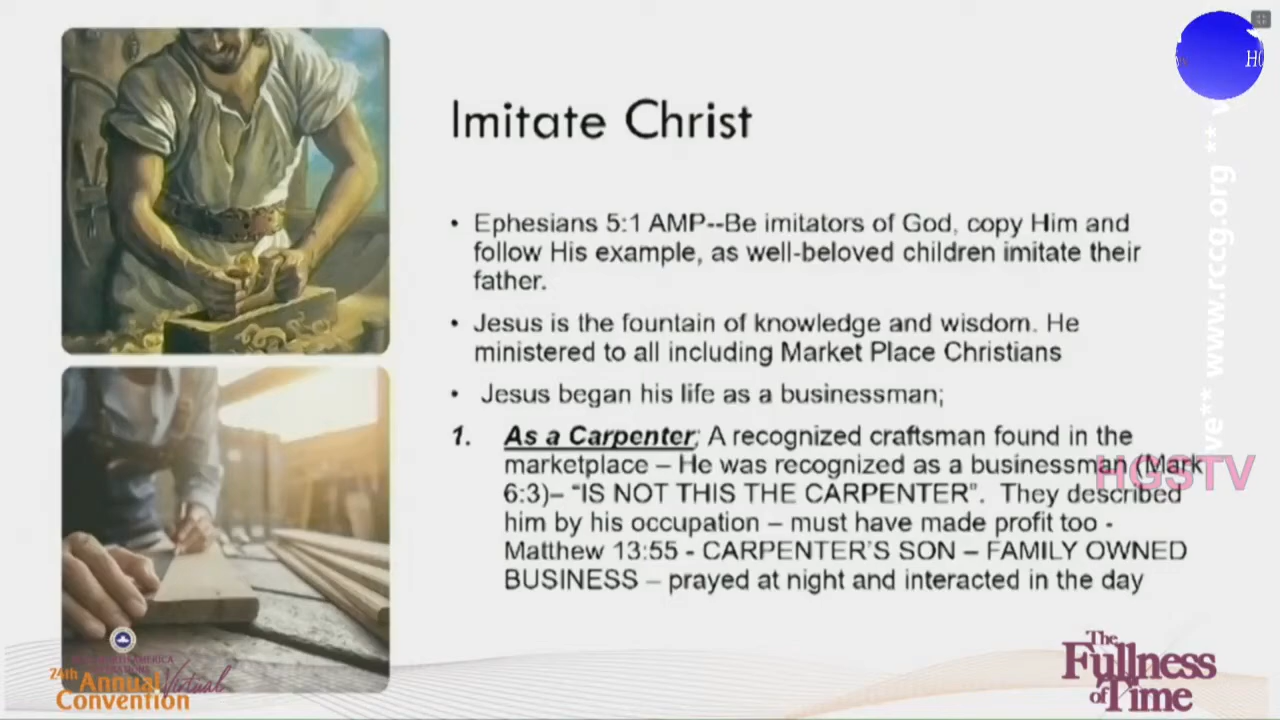 Imitate Christ
• Ephesians 5:1 AMP--Be imitators of God, copy Him and
follow His example, as well-beloved children imitate their
father.
• Jesus is the fountain of knowledge and wisdom. He
ministered to all including Market Place Christians
• Jesus began his life as a businessman;
1. As a Carpenter; A recognized craftsman found in the
marketplace – He was recognized as a businessman (Mark
6:3)– “IS NOT THIS THE CARPENTER”. They described
him by his occupation – must have made profit too -
Matthew 13:55 - CARPENTER’S SON – FAMILY OWNED
BUSINESS – prayed at night and interacted in the day
HGSTV
ve** www.rccg.org **
AMERICA
24th Annual Virtual
Convention
The
Fullness
of Time